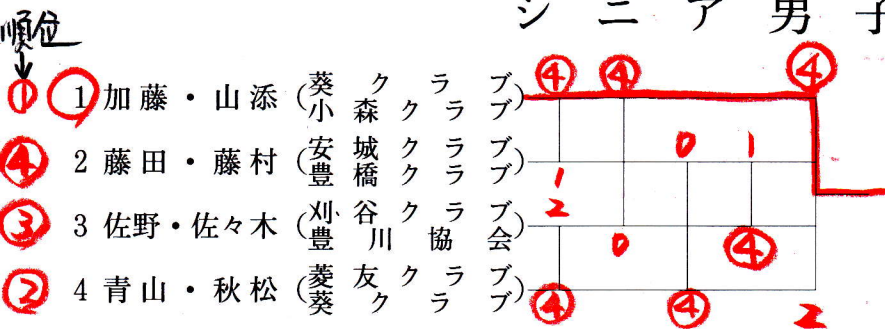 シニア男子
順位
① ① 加藤・山添（葵クラブ 小森クラブ） ④ ④ ④
④ 2 藤田・藤村（安城クラブ 豊橋クラブ） 1 0 1
③ 3 佐野・佐々木（刈谷クラブ 豊川協会） 2 0 ④
② 4 青山・秋松（菱友クラブ 葵クラブ） ④ ④ 2